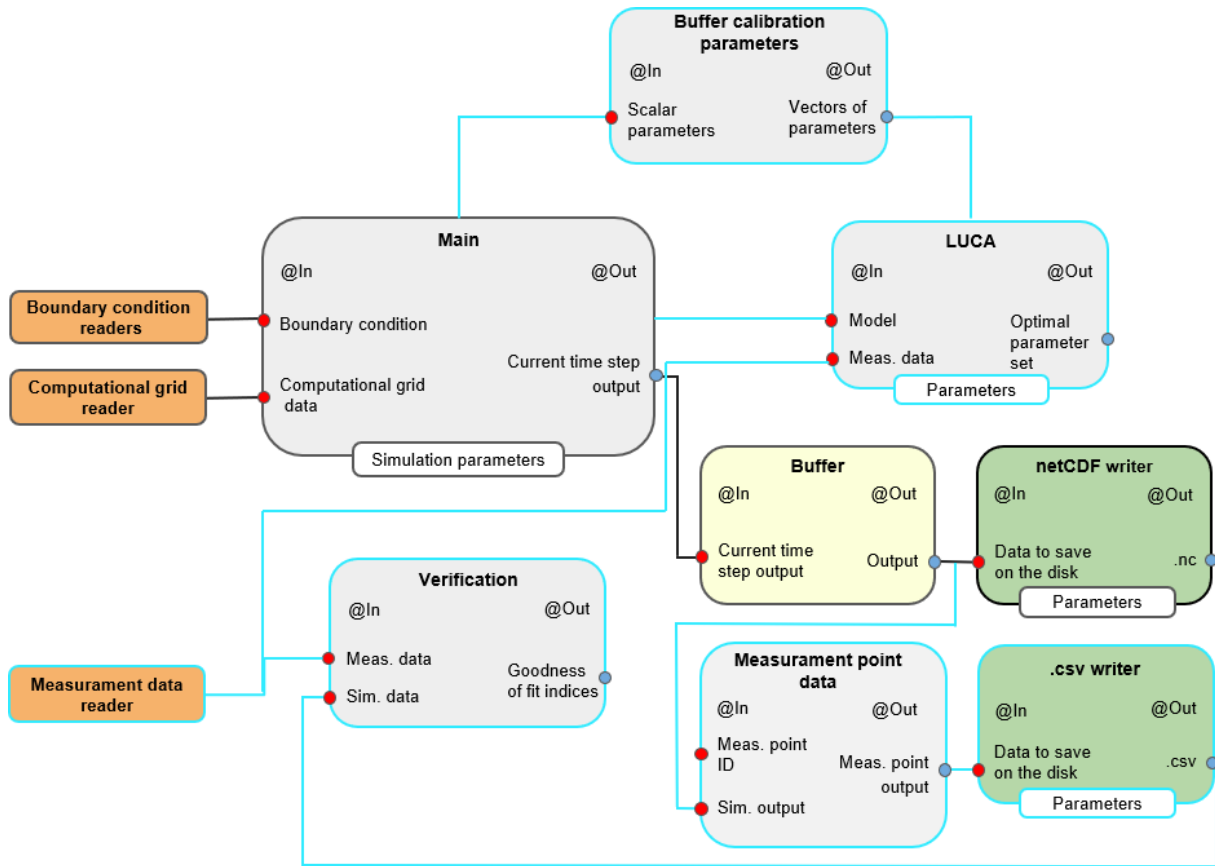 Buffer calibration
parameters
@In
@Out
Scalar
parameters
Vectors of
parameters
Main
@In
@Out
Boundary condition
Computational grid
data
Current time step
output
Simulation parameters
LUCA
@In
@Out
Model
Meas. data
Optimal
parameter
set
Parameters
Boundary condition
readers
Computational grid
reader
Buffer
@In
@Out
Current time
step output
Output
netCDF writer
@In
@Out
Data to save
on the disk
.nc
Parameters
Verification
@In
@Out
Meas. data
Sim. data
Goodness
of fit indices
Measurament data
reader
Measurament point
data
@In
@Out
Meas. point
ID
Sim. output
Meas. point
output
.csv writer
@In
@Out
Data to save
on the disk
.csv
Parameters